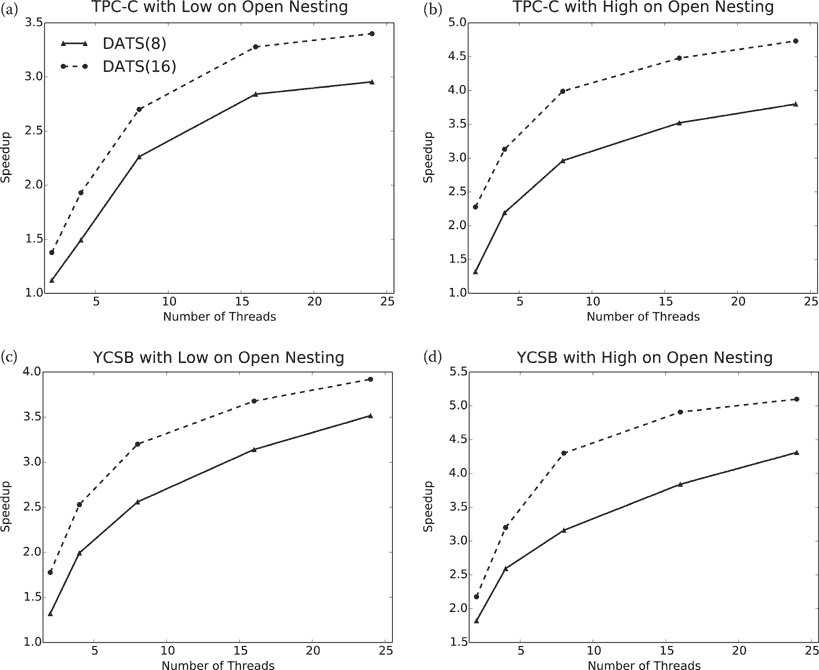 (a)
TPC-C with Low on Open Nesting
3.5
3.0
2.5
2.0
1.5
1.0
Speedup
DATS(8)
DATS(16)
5 10 15 20 25
Number of Threads
(b)
TPC-C with High on Open Nesting
5.0
4.5
4.0
3.5
3.0
2.5
2.0
1.5
1.0
Speedup
5 10 15 20 25
Number of Threads
(c)
YCSB with Low on Open Nesting
4.0
3.5
3.0
2.5
2.0
1.5
1.0
Speedup
5 10 15 20 25
Number of Threads
(d)
YCSB with High on Open Nesting
5.5
5.0
4.5
4.0
3.5
3.0
2.5
2.0
1.5
Speedup
5 10 15 20 25
Number of Threads